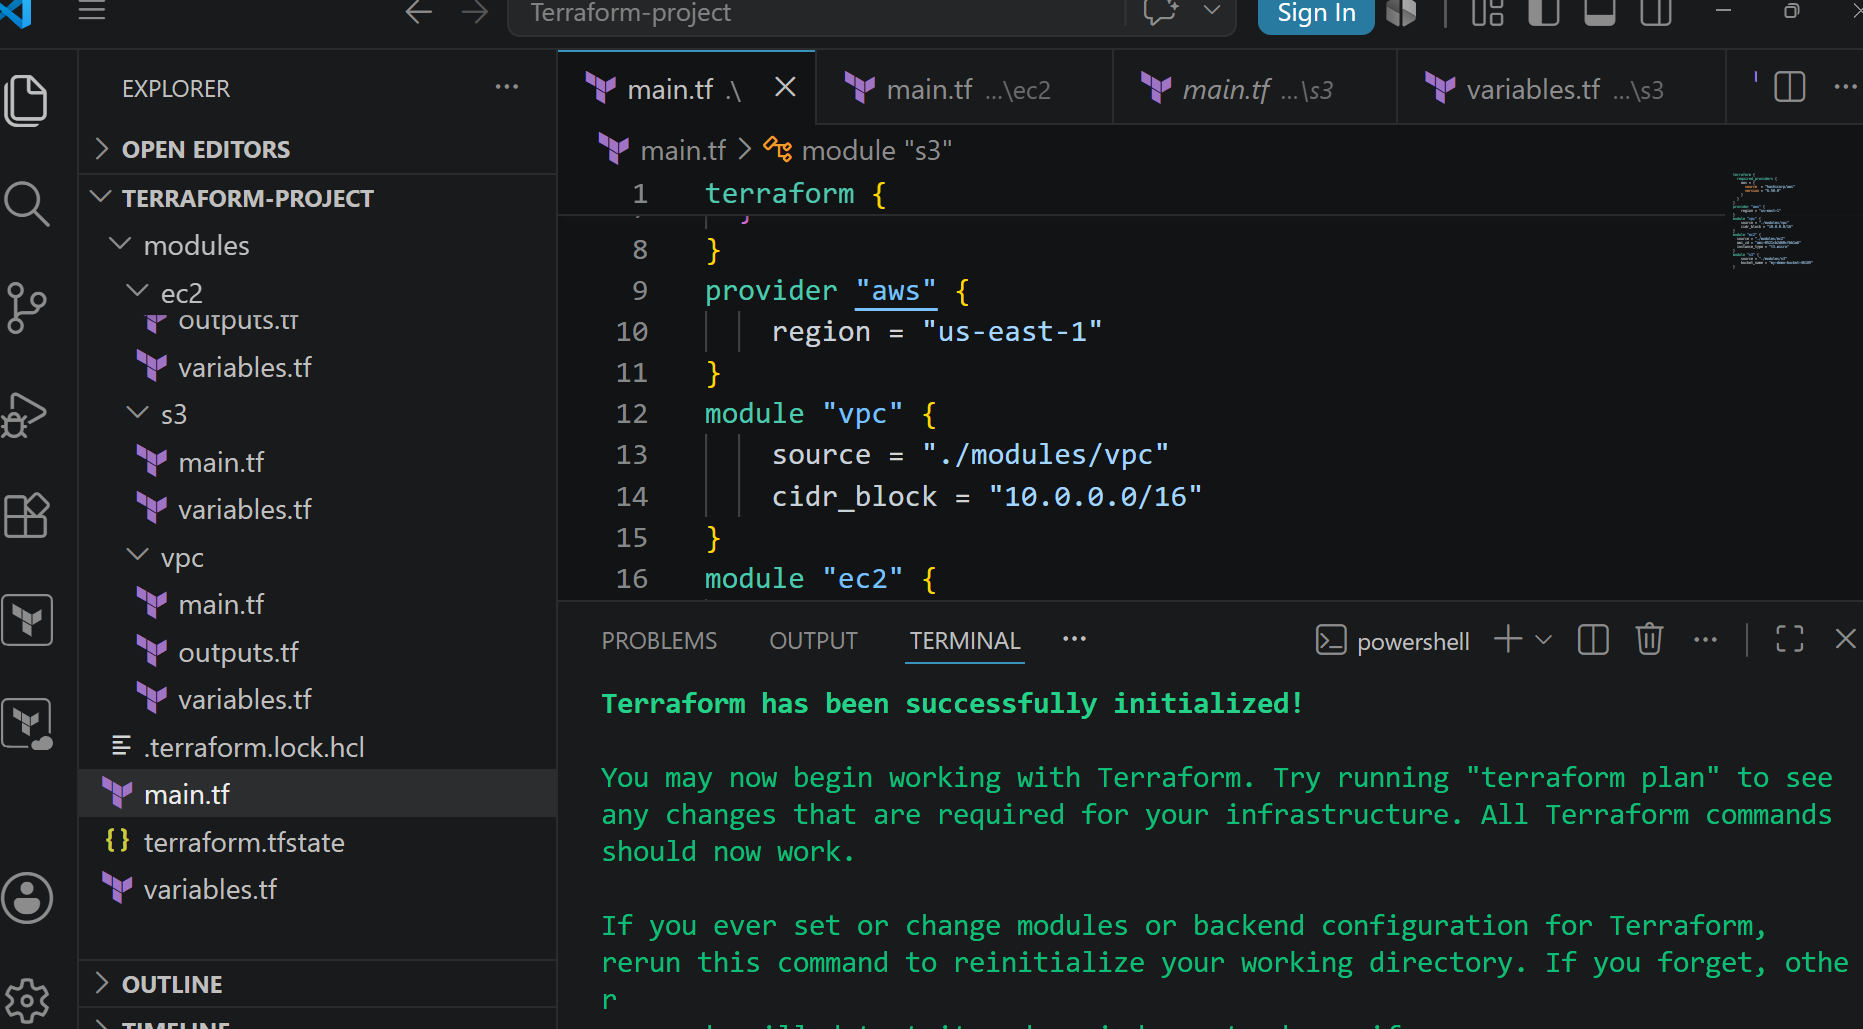 Terraform-project
Sign In
EXPLORER
OPEN EDITORS
TERRAFORM-PROJECT
modules
ec2
outputs.tf
variables.tf
s3
main.tf
variables.tf
vpc
main.tf
outputs.tf
variables.tf
.terraform.lock.hcl
main.tf
{} terraform.tfstate
variables.tf
OUTLINE
TIMELINE
main.tf .\
main.tf ...\ec2
main.tf ...\s3
variables.tf ...\s3
main.tf > module "s3"
1 terraform {
}
8 }
9 provider "aws" {
10 region = "us-east-1"
11 }
12 module "vpc" {
13 source = "./modules/vpc"
14 cidr_block = "10.0.0.0/16"
15 }
16 module "ec2" {
PROBLEMS OUTPUT TERMINAL ...
powershell
Terraform has been successfully initialized!
You may now begin working with Terraform. Try running "terraform plan" to see
any changes that are required for your infrastructure. All Terraform commands
should now work.
If you ever set or change modules or backend configuration for Terraform,
rerun this command to reinitialize your working directory. If you forget, othe
r